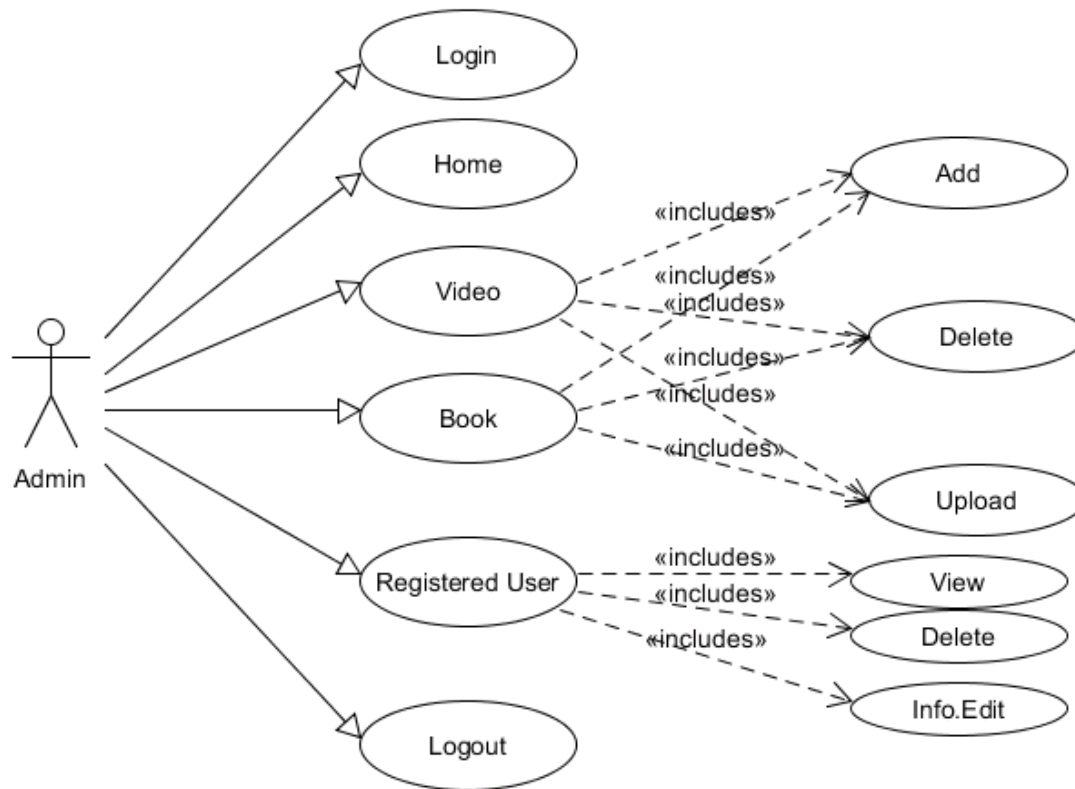 Login
Home
Add
«includes»
«includes»
Video
«includes»
Delete
«includes»
«includes»
Book
«includes»
Admin
Upload
«includes»
Registered User
View
«includes»
Delete
«includes»
Info.Edit
Logout